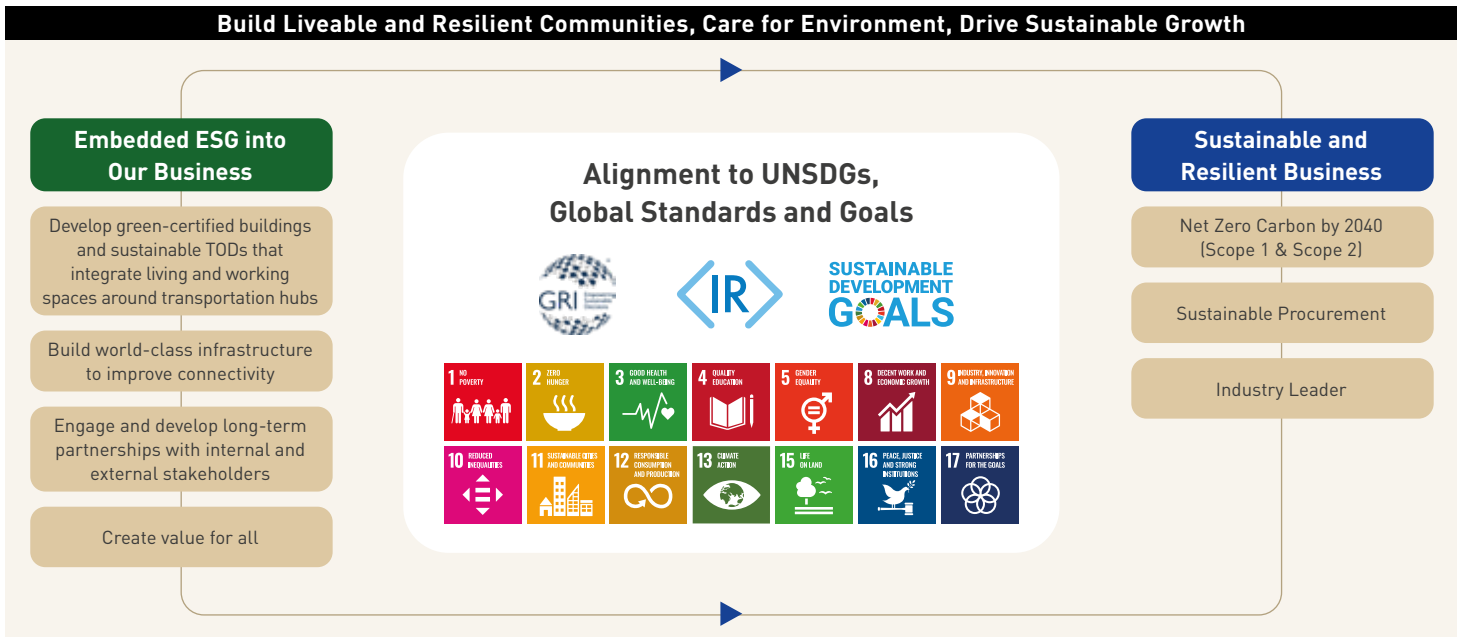 Build Liveable and Resilient Communities, Care for Environment, Drive Sustainable Growth
Embedded ESG into
Our Business
Develop green-certified buildings
and sustainable TODs that
integrate living and working
spaces around transportation hubs
Build world-class infrastructure
to improve connectivity
Engage and develop long-term
partnerships with internal and
external stakeholders
Create value for all
Alignment to UNSDGs,
Global Standards and Goals
GRI
<IR>
SUSTAINABLE
DEVELOPMENT
GOALS
1 NO
POVERTY
2 ZERO
HUNGER
3 GOOD HEALTH
AND WELL-BEING
4 QUALITY
EDUCATION
5 GENDER
EQUALITY
8 DECENT WORK AND
ECONOMIC GROWTH
9 INDUSTRY, INNOVATION
AND INFRASTRUCTURE
10 REDUCED
INEQUALITIES
11 SUSTAINABLE CITIES
AND COMMUNITIES
12 RESPONSIBLE
CONSUMPTION
AND PRODUCTION
13 CLIMATE
ACTION
15 LIFE
ON LAND
16 PEACE, JUSTICE
AND STRONG
INSTITUTIONS
17 PARTNERSHIPS
FOR THE GOALS
Sustainable and
Resilient Business
Net Zero Carbon by 2040
(Scope 1 & Scope 2)
Sustainable Procurement
Industry Leader